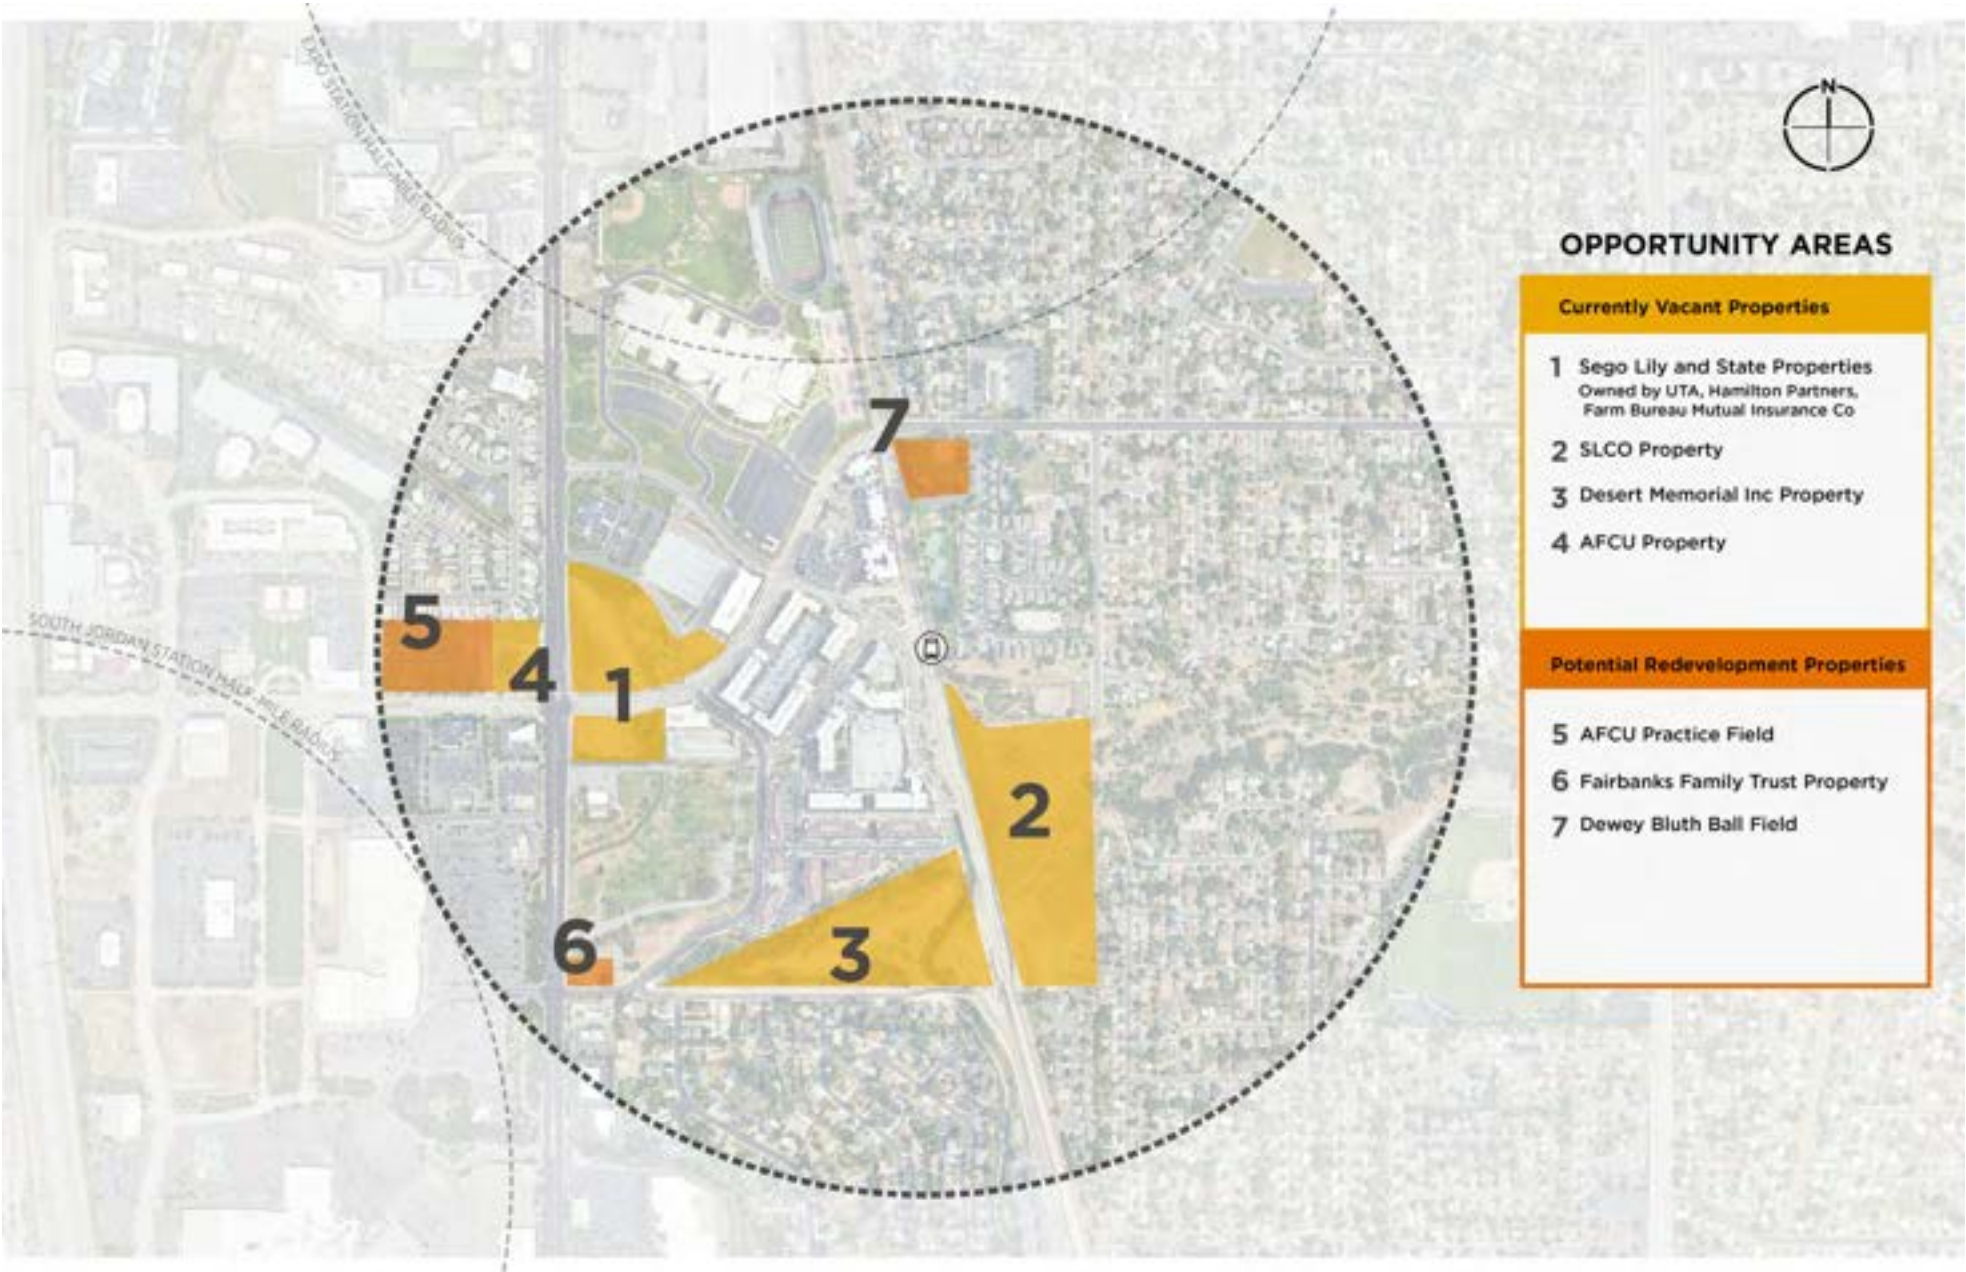 EXPO STATION HALF-MILE RADIUS
N
OPPORTUNITY AREAS
Currently Vacant Properties
1 Sego Lily and State Properties
Owned by UTA, Hamilton Partners,
Farm Bureau Mutual Insurance Co
2 SLCO Property
3 Desert Memorial Inc Property
4 AFCU Property
Potential Redevelopment Properties
5 AFCU Practice Field
6 Fairbanks Family Trust Property
7 Dewey Bluth Ball Field
7
5
4
1
SOUTH JORDAN STATION HALF-MILE RADIUS
2
6
3